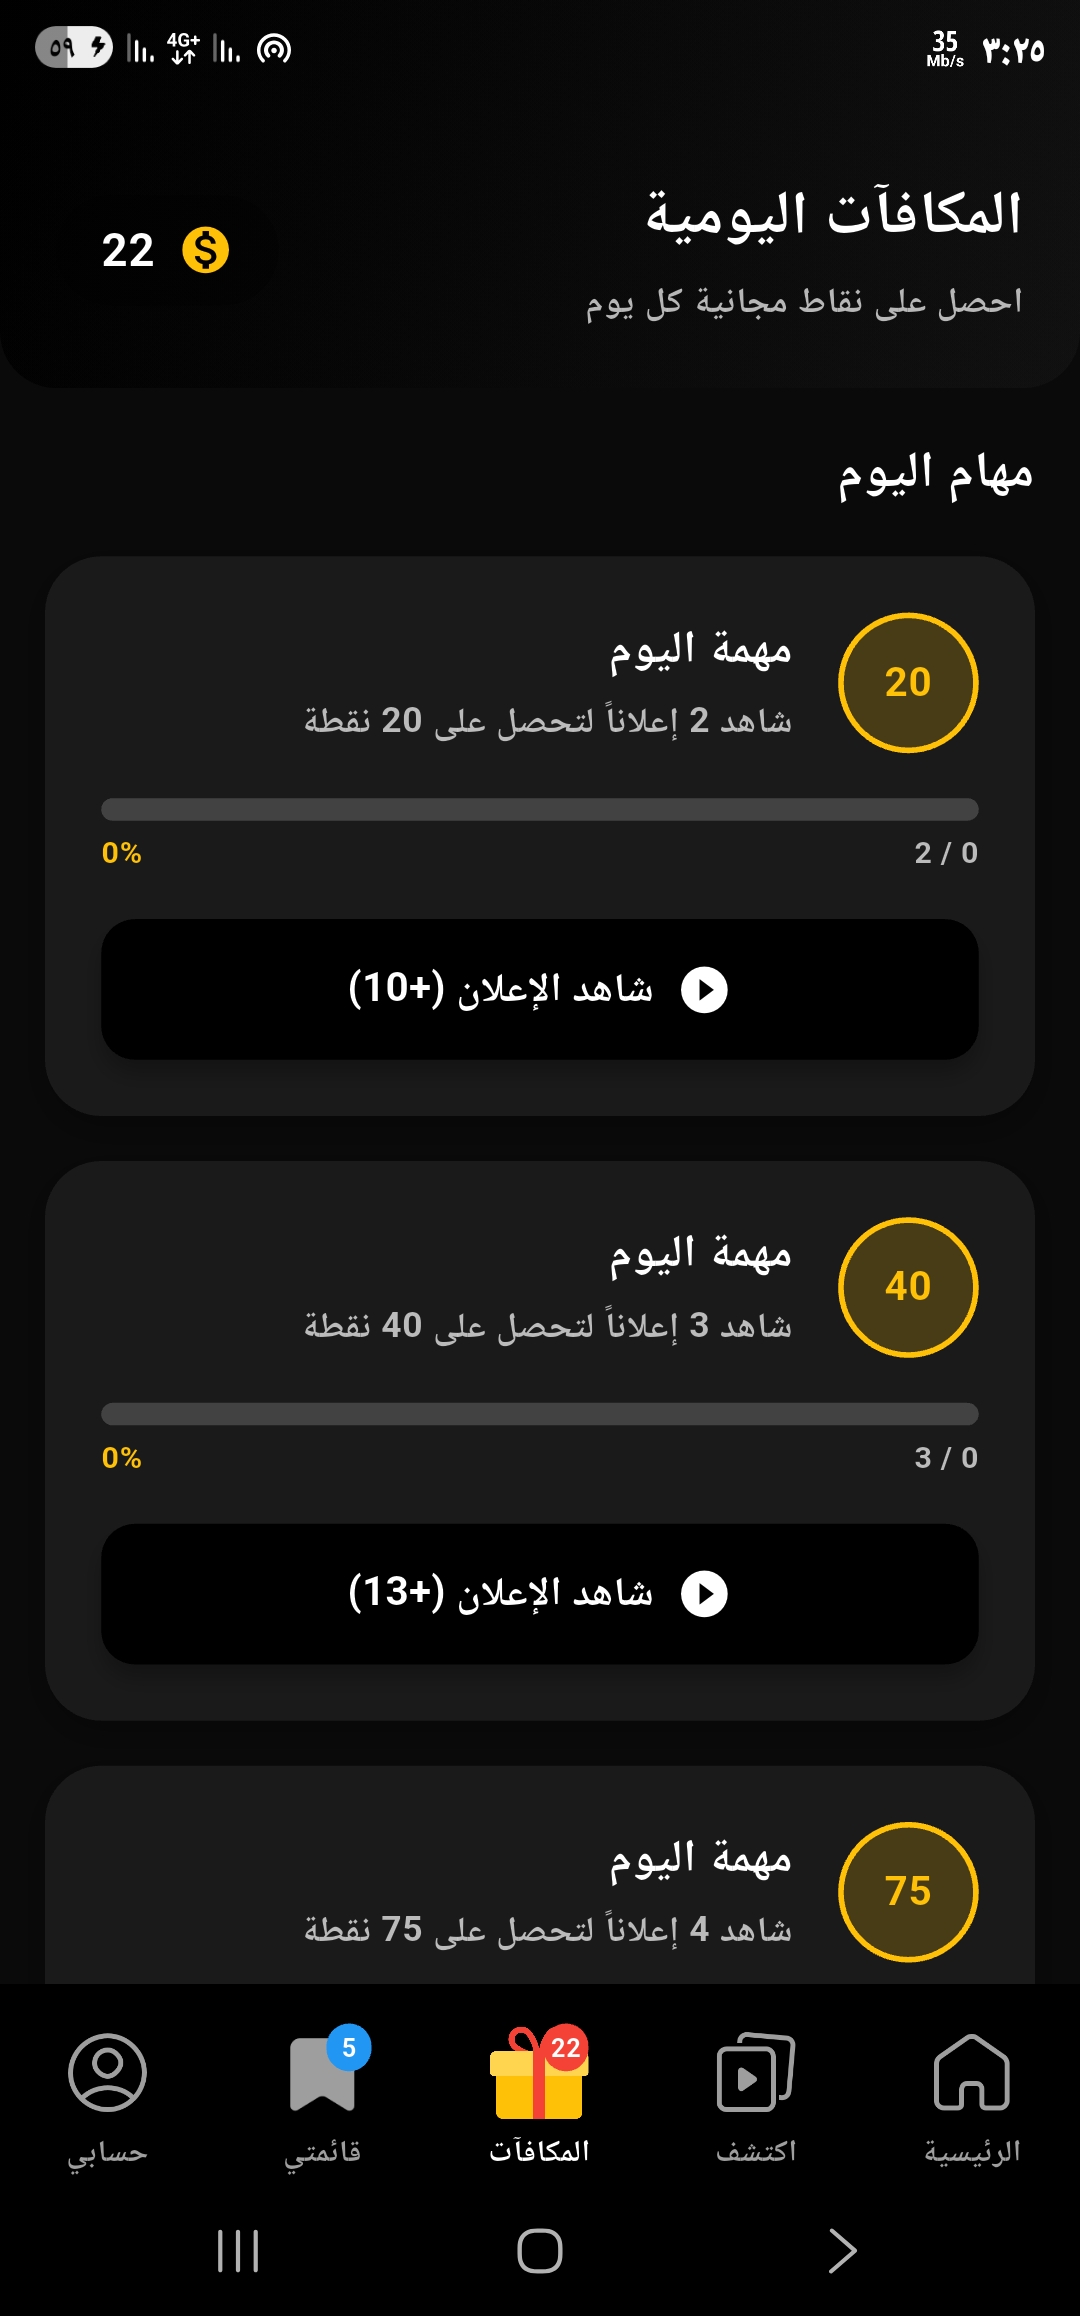 ٣:٢٥
35
Mb/s
4G+
٥٩
المكافآت اليومية
22
احصل على نقاط مجانية كل يوم
مهام اليوم
20
مهمة اليوم
شاهد 2 إعلاناً لتحصل على 20 نقطة
2 / 0
0%
شاهد الإعلان (+10)
40
مهمة اليوم
شاهد 3 إعلاناً لتحصل على 40 نقطة
3 / 0
0%
شاهد الإعلان (+13)
75
مهمة اليوم
شاهد 4 إعلاناً لتحصل على 75 نقطة
الرئيسية
اكتشف
22
المكافآت
5
قائمتي
حسابي